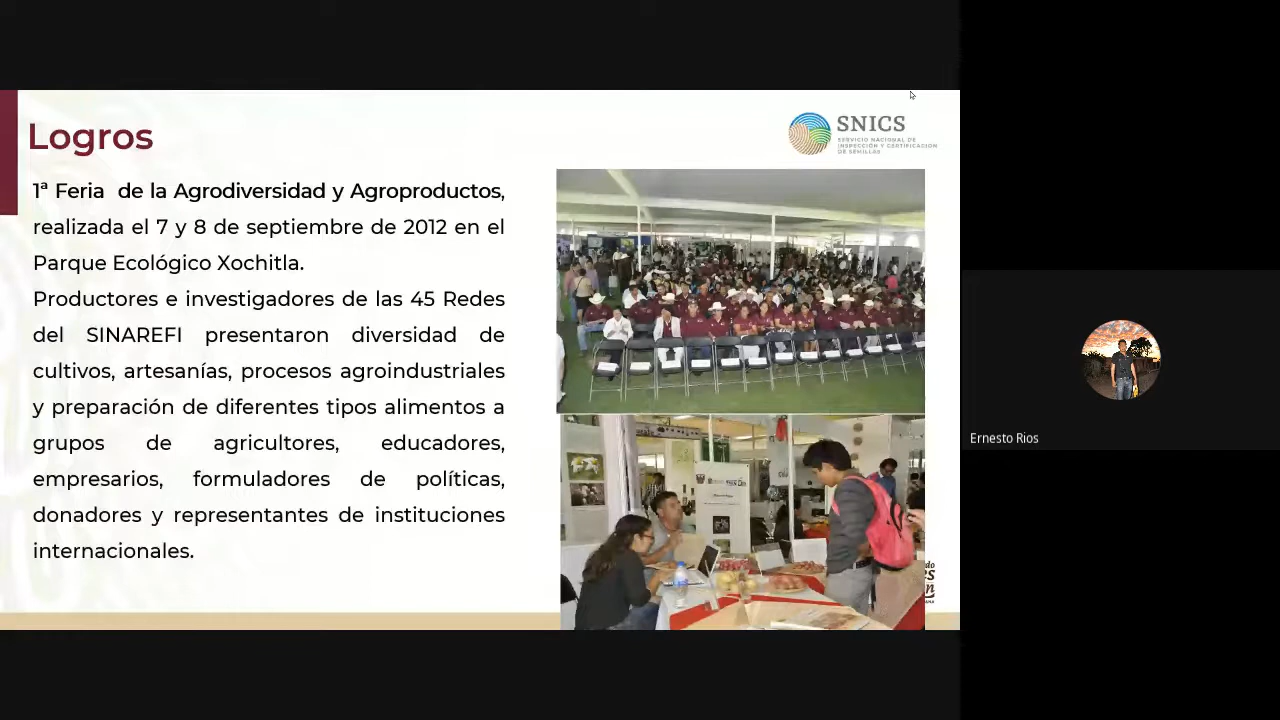 Logros
SNICS
SERVICIO NACIONAL DE
INSPECCIÓN Y CERTIFICACIÓN
DE SEMILLAS
1ª Feria de la Agrodiversidad y Agroproductos,
realizada el 7 y 8 de septiembre de 2012 en el
Parque Ecológico Xochitla.
Productores e investigadores de las 45 Redes
del SINAREFI presentaron diversidad de
cultivos, artesanías, procesos agroindustriales
y preparación de diferentes tipos alimentos a
grupos de agricultores, educadores,
empresarios, formuladores de políticas,
donadores y representantes de instituciones
internacionales.
Ernesto Rios